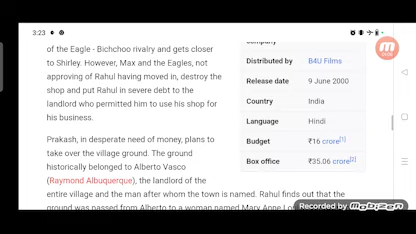 3:23
of the Eagle - Bichchoo rivalry and gets closer
to Shirley. However, Max and the Eagles, not
approving of Rahul having moved in, destroy the
shop and put Rahul in severe debt to the
landlord who permitted him to use his shop for
his business.
Prakash, in desperate need of money, plans to
take over the village ground. The ground
historically belonged to Alberto Vasco
(Raymond Albuquerque), the landlord of the
entire village and the man after whom the town is named. Rahul finds out that the
ground was passed from Alberto to a woman named Mary Anne
company
Distributed by B4U Films
Release date 9 June 2000
Country India
Language Hindi
Budget ₹16 crore[1]
Box office ₹35.06 crore[2]
Recorded by mobizen